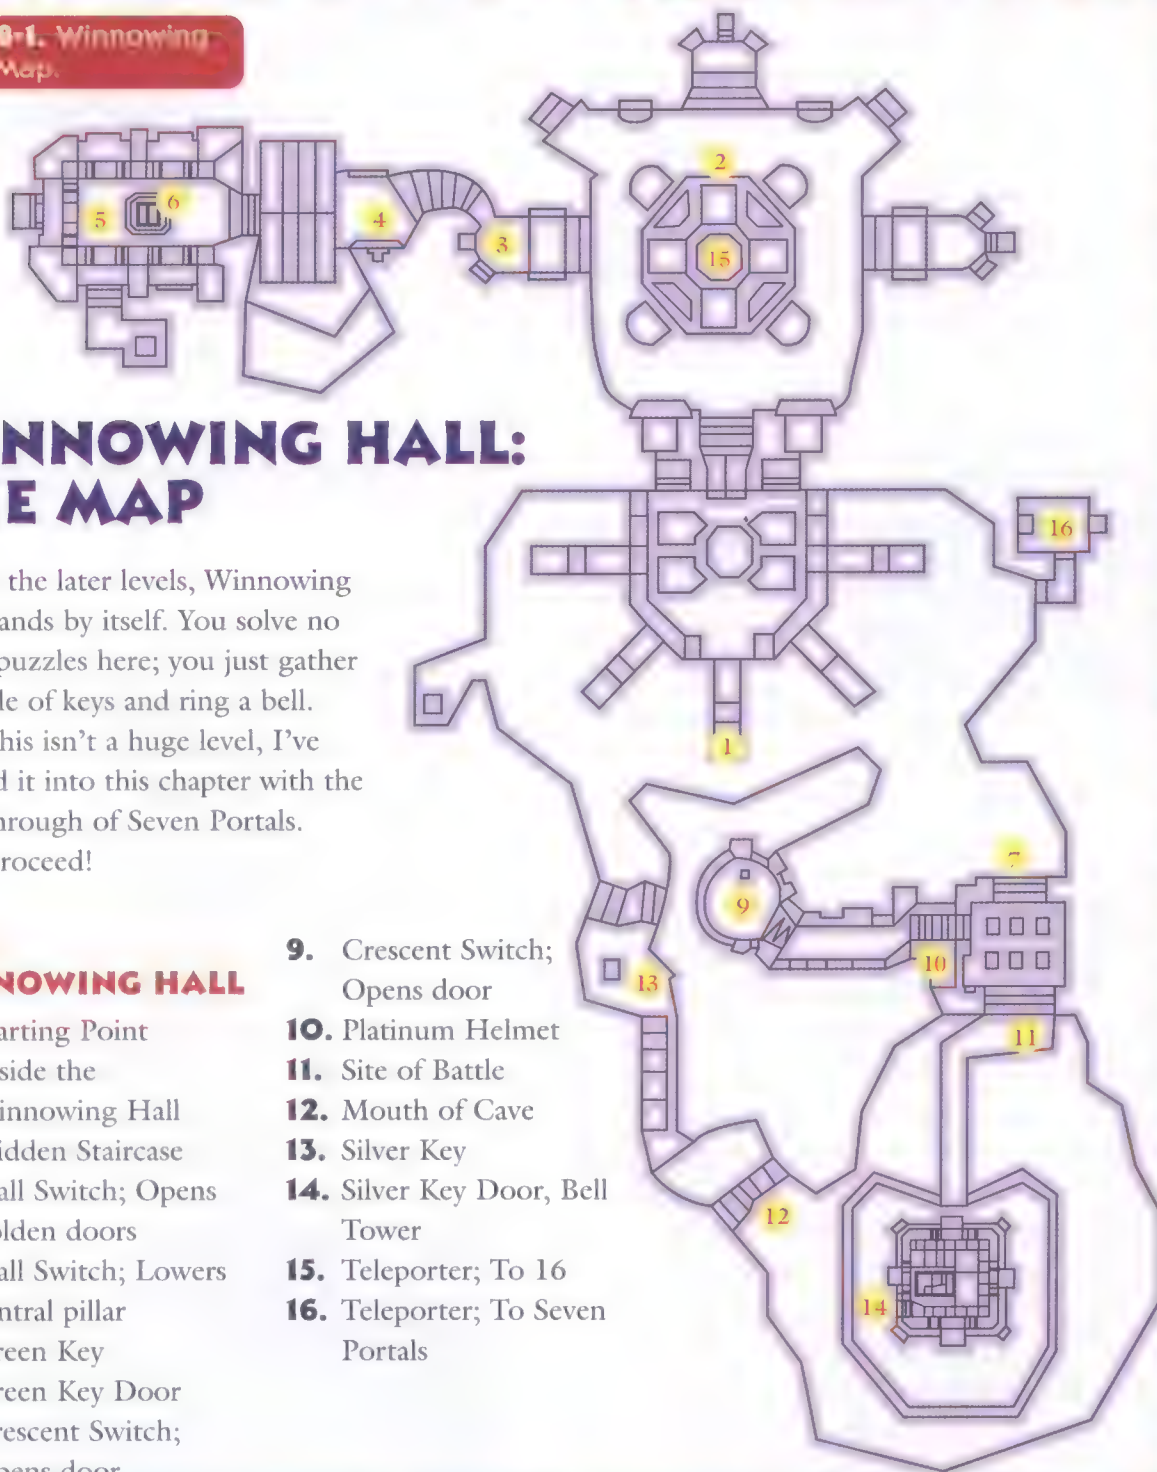 8-1. Winnowing
Map.
NNOWING HALL:
E MAP
the later levels, Winnowing
ands by itself. You solve no
puzzles here; you just gather
le of keys and ring a bell.
his isn't a huge level, I've
d it into this chapter with the
hrough of Seven Portals.
roceed!
NOWING HALL
arting Point
side the
innowing Hall
idden Staircase
all Switch; Opens
olden doors
all Switch; Lowers
ntral pillar
reen Key
reen Key Door
rescent Switch;
pens door
9. Crescent Switch;
Opens door
10. Platinum Helmet
11. Site of Battle
12. Mouth of Cave
13. Silver Key
14. Silver Key Door, Bell
Tower
15. Teleporter; To 16
16. Teleporter; To Seven
Portals
2
6
5
4
3
15
16
1
7
9
10
13
11
12
14